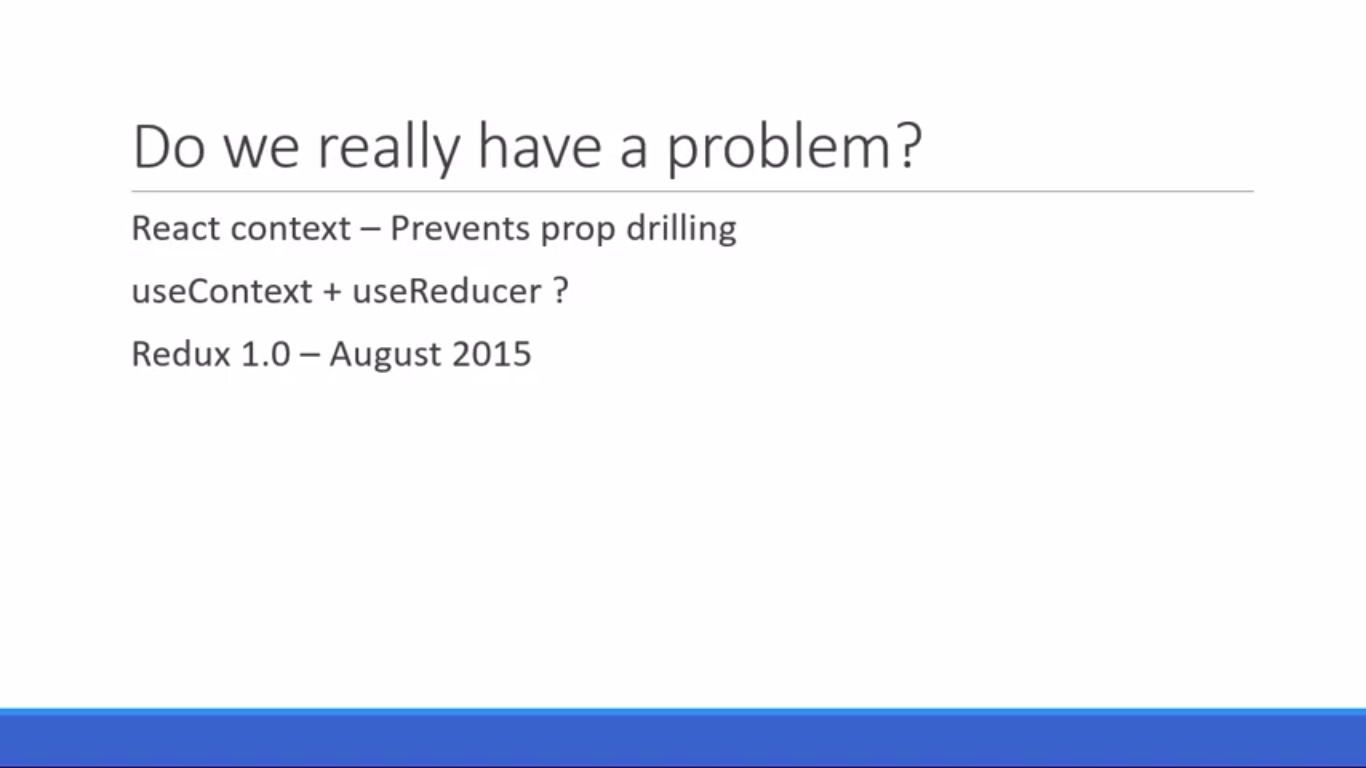 Do we really have a problem?
React context – Prevents prop drilling
useContext + useReducer ?
Redux 1.0 – August 2015